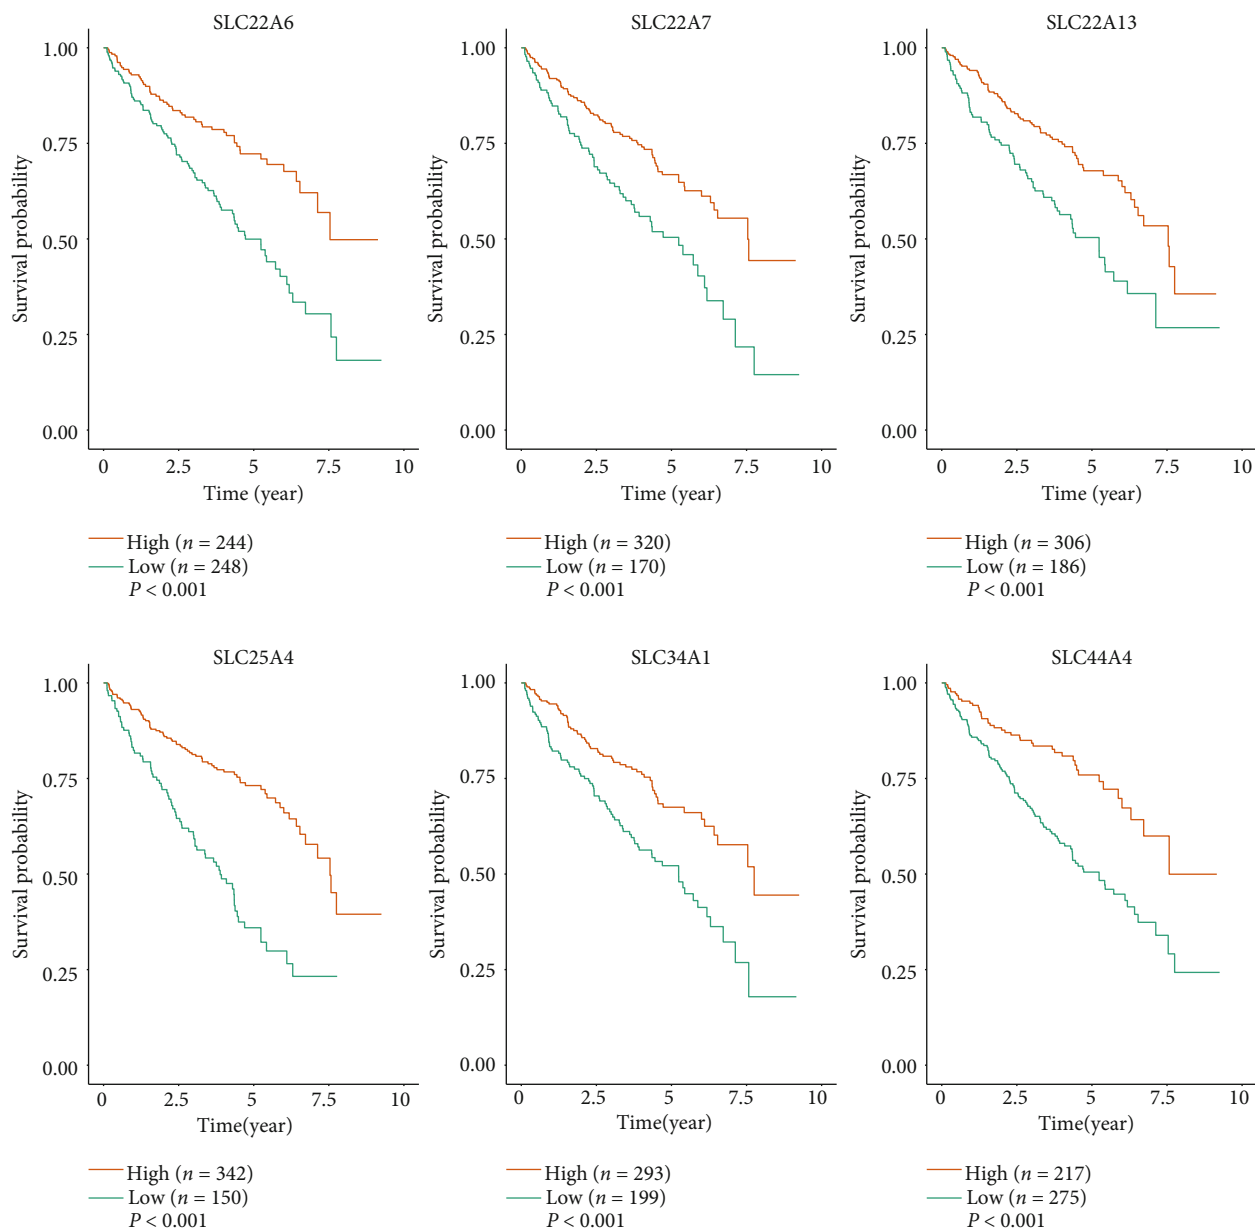 SLC22A6
SLC22A7
SLC22A13
1.00
0.75
0.50
0.25
0.00
Survival probability
0
2.5
5
7.5
10
Time (year)
High (n = 244)
Low (n = 248)
P < 0.001
1.00
0.75
0.50
0.25
0.00
Survival probability
0
2.5
5
7.5
10
Time (year)
High (n = 320)
Low (n = 170)
P < 0.001
1.00
0.75
0.50
0.25
0.00
Survival probability
0
2.5
5
7.5
10
Time (year)
High (n = 306)
Low (n = 186)
P < 0.001
SLC25A4
SLC34A1
SLC44A4
1.00
0.75
0.50
0.25
0.00
Survival probability
0
2.5
5
7.5
10
Time(year)
High (n = 342)
Low (n = 150)
P < 0.001
1.00
0.75
0.50
0.25
0.00
Survival probability
0
2.5
5
7.5
10
Time(year)
High (n = 293)
Low (n = 199)
P < 0.001
1.00
0.75
0.50
0.25
0.00
Survival probability
0
2.5
5
7.5
10
Time(year)
High (n = 217)
Low (n = 275)
P < 0.001